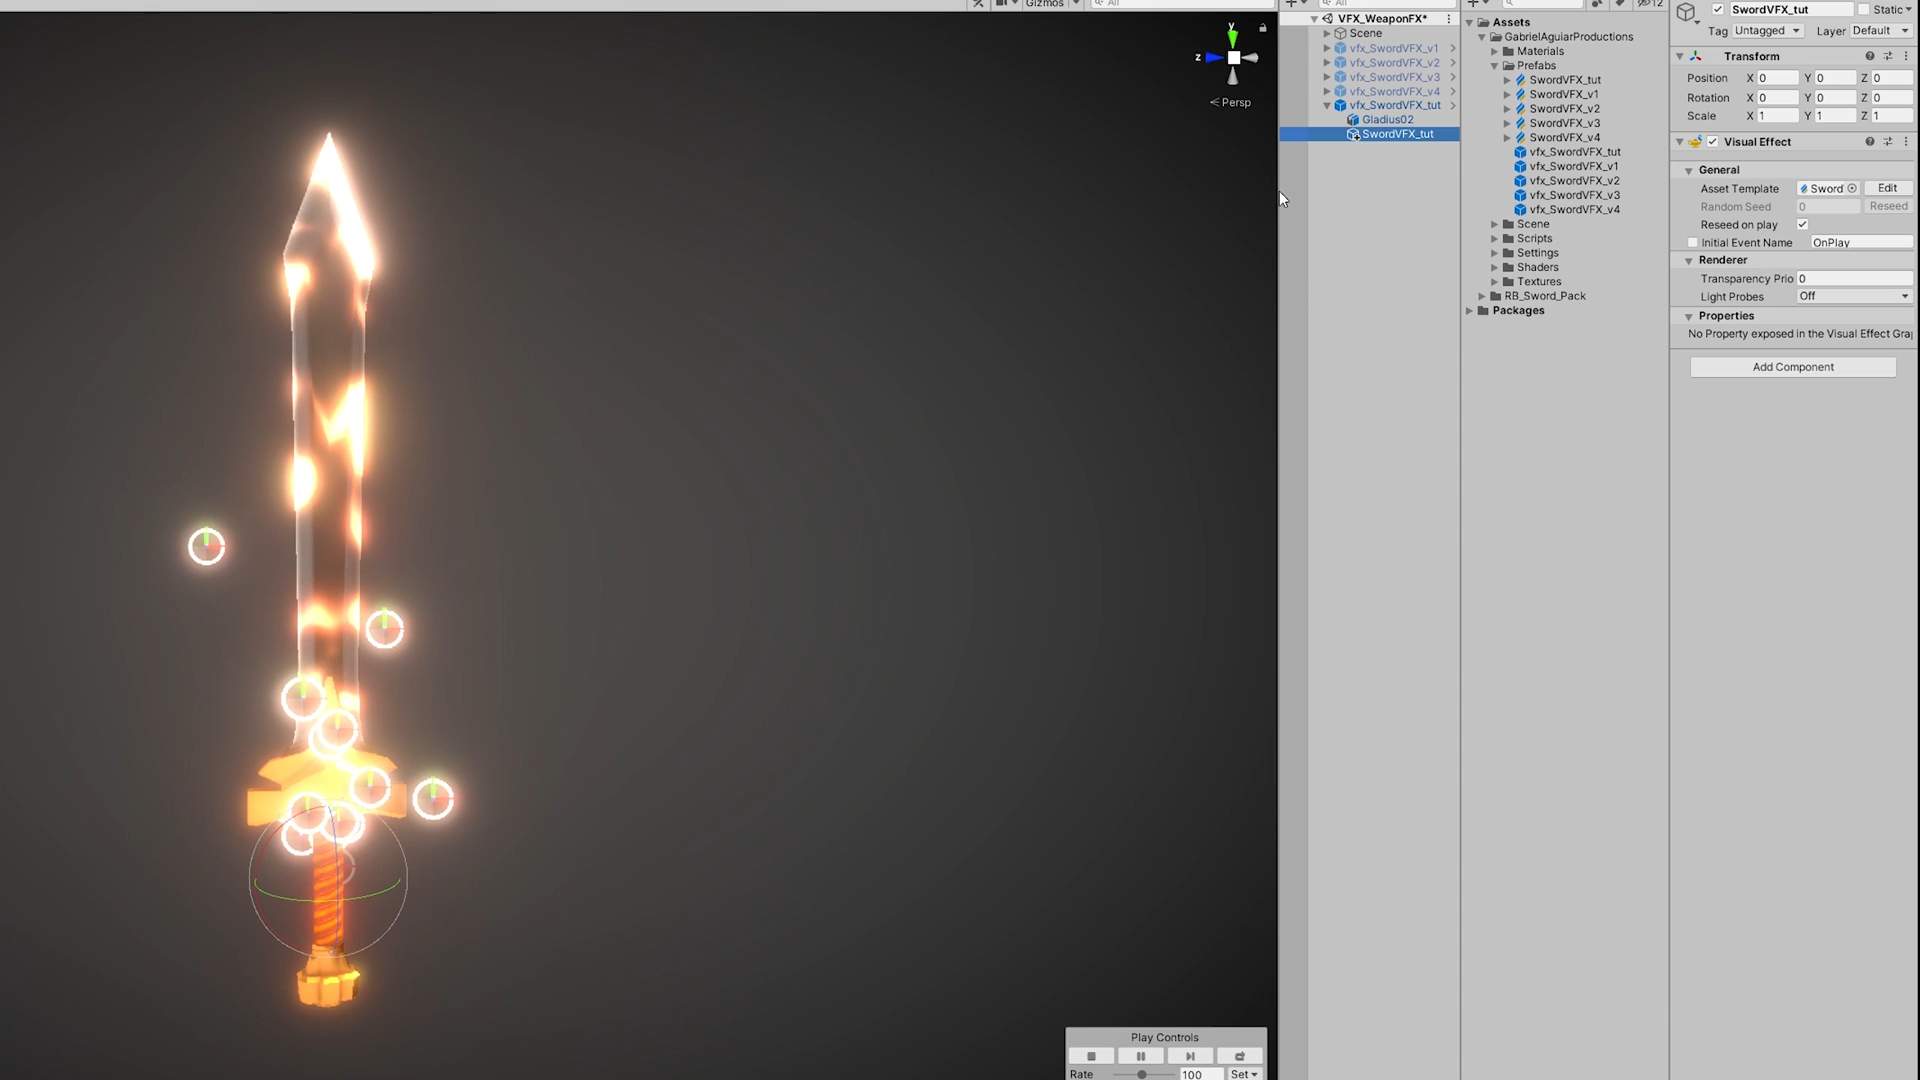 Gizmos
All
y
z
< Persp
Play Controls
Rate 100 Set
All
VFX_WeaponFX*
Scene
vfx_SwordVFX_v1
vfx_SwordVFX_v2
vfx_SwordVFX_v3
vfx_SwordVFX_v4
vfx_SwordVFX_tut
Gladius02
SwordVFX_tut
12
Assets
GabrielAguiarProductions
Materials
Prefabs
SwordVFX_tut
SwordVFX_v1
SwordVFX_v2
SwordVFX_v3
SwordVFX_v4
vfx_SwordVFX_tut
vfx_SwordVFX_v1
vfx_SwordVFX_v2
vfx_SwordVFX_v3
vfx_SwordVFX_v4
Scene
Scripts
Settings
Shaders
Textures
RB_Sword_Pack
Packages
SwordVFX_tut Static
Tag Untagged Layer Default
Transform
Position X 0 Y 0 Z 0
Rotation X 0 Y 0 Z 0
Scale X 1 Y 1 Z 1
Visual Effect
General
Asset Template Sword Edit
Random Seed 0 Reseed
Reseed on play
Initial Event Name OnPlay
Renderer
Transparency Prio 0
Light Probes Off
Properties
No Property exposed in the Visual Effect Gra
Add Component